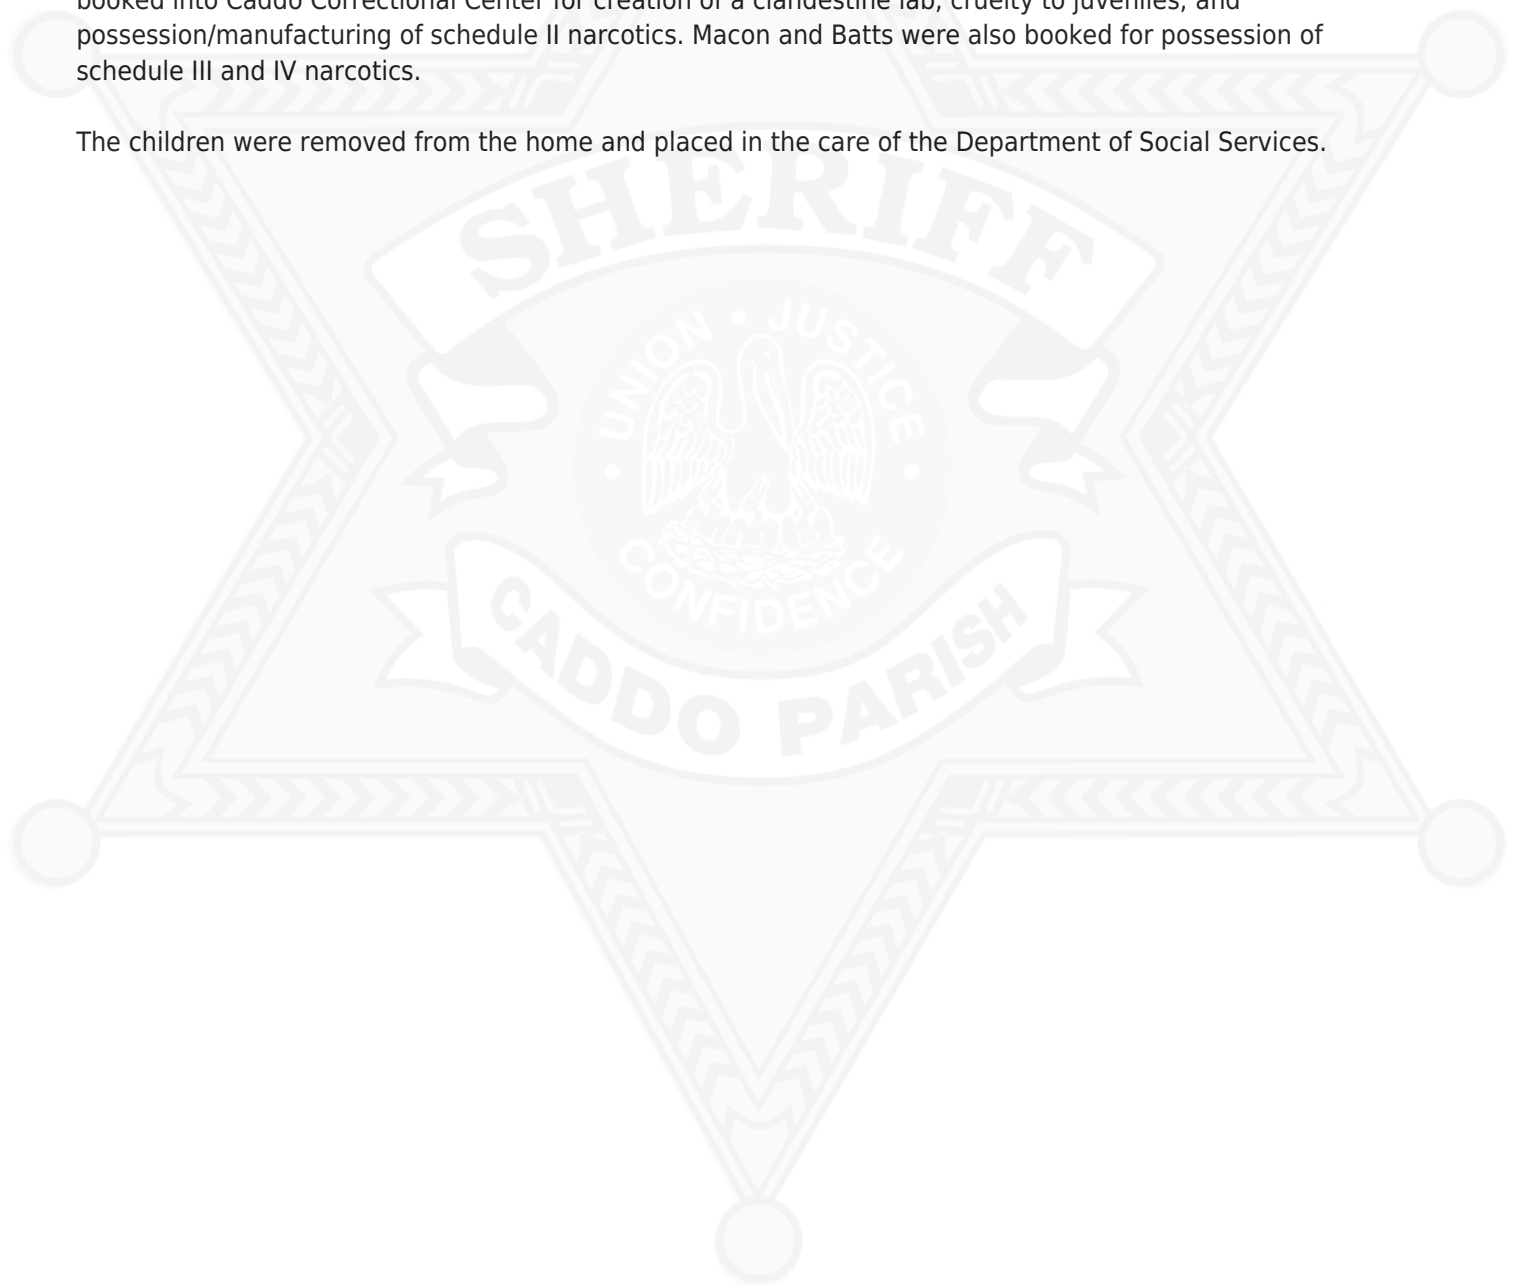 booked into Caddo Correctional Center for creation of a clandestine lab, cruelty to juveniles, and
possession/manufacturing of schedule II narcotics. Macon and Batts were also booked for possession of
schedule III and IV narcotics.
The children were removed from the home and placed in the care of the Department of Social Services.
SHERIFF
UNION • JUSTICE
• CONFIDENCE •
CADDO PARISH